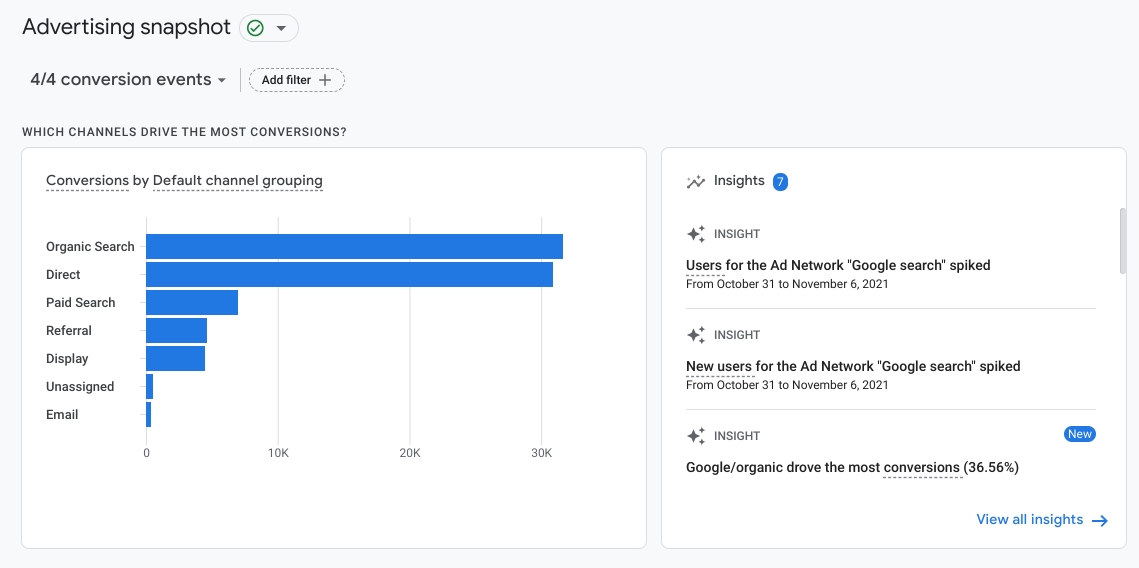 Advertising snapshot
4/4 conversion events
Add filter
WHICH CHANNELS DRIVE THE MOST CONVERSIONS?
Conversions by Default channel grouping
Organic Search
Direct
Paid Search
Referral
Display
Unassigned
Email
0 10K 20K 30K
Insights 7
INSIGHT
Users for the Ad Network "Google search" spiked
From October 31 to November 6, 2021
INSIGHT
New users for the Ad Network "Google search" spiked
From October 31 to November 6, 2021
INSIGHT New
Google/organic drove the most conversions (36.56%)
View all insights